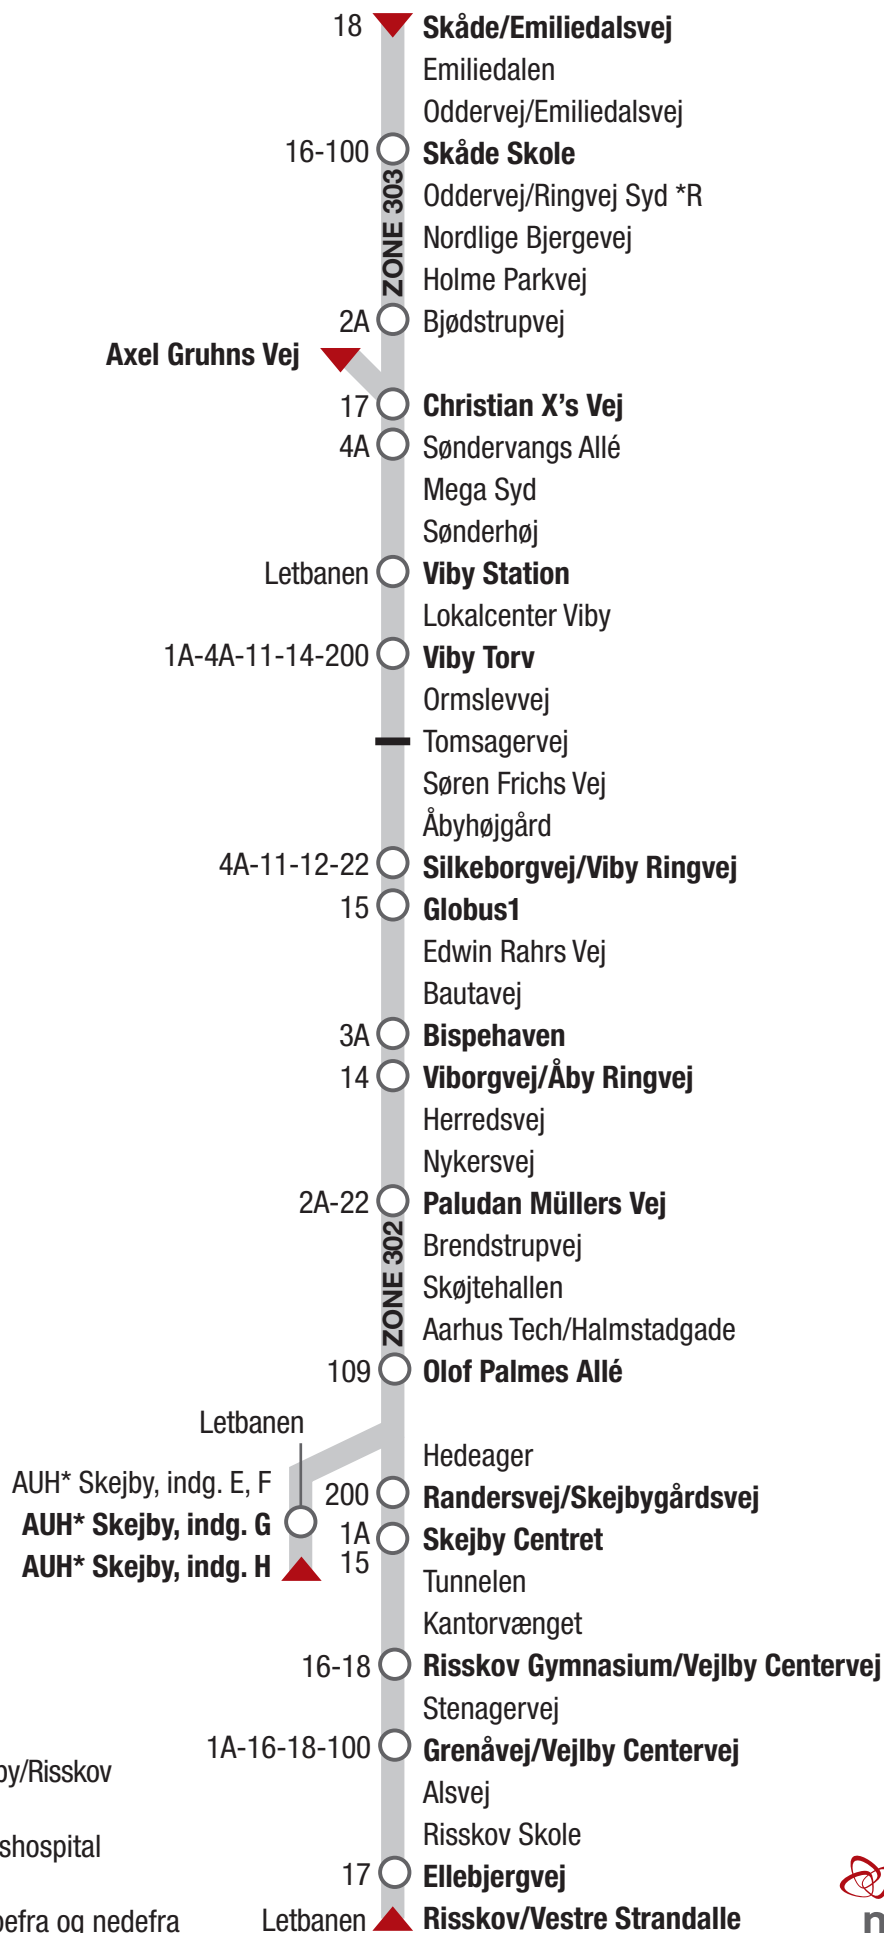 18 Skåde/Emiliedalsvej
Emiliedalen
Oddervej/Emiliedalsvej
16-100 Skåde Skole
ZONE 303
Oddervej/Ringvej Syd *R
Nordlige Bjergevej
Holme Parkvej
2A Bjødstrupvej
Axel Gruhns Vej
17 Christian X's Vej
4A Søndervangs Allé
Mega Syd
Sønderhøj
Letbanen Viby Station
Lokalcenter Viby
1A-4A-11-14-200 Viby Torv
Ormslevvej
Tomsagervej
Søren Frichs Vej
Åbyhøjgård
4A-11-12-22 Silkeborgvej/Viby Ringvej
15 Globus1
Edwin Rahrs Vej
Bautavej
3A Bispehaven
14 Viborgvej/Åby Ringvej
Herredsvej
Nykersvej
2A-22 Paludan Müllers Vej
ZONE 302
Brendstrupvej
Skøjtehallen
Aarhus Tech/Halmstadgade
109 Olof Palmes Allé
Letbanen
Hedeager
AUH* Skejby, indg. E, F
200 Randersvej/Skejbygårdsvej
AUH* Skejby, indg. G
1A Skejby Centret
AUH* Skejby, indg. H
15
Tunnelen
Kantorvænget
16-18 Risskov Gymnasium/Vejlby Centervej
Stenagervej
1A-16-18-100 Grenåvej/Vejlby Centervej
by/Risskov
Alsvej
Risskov Skole
shospital
17 Ellebjergvej
Letbanen Risskov/Vestre Strandalle
og nedefra